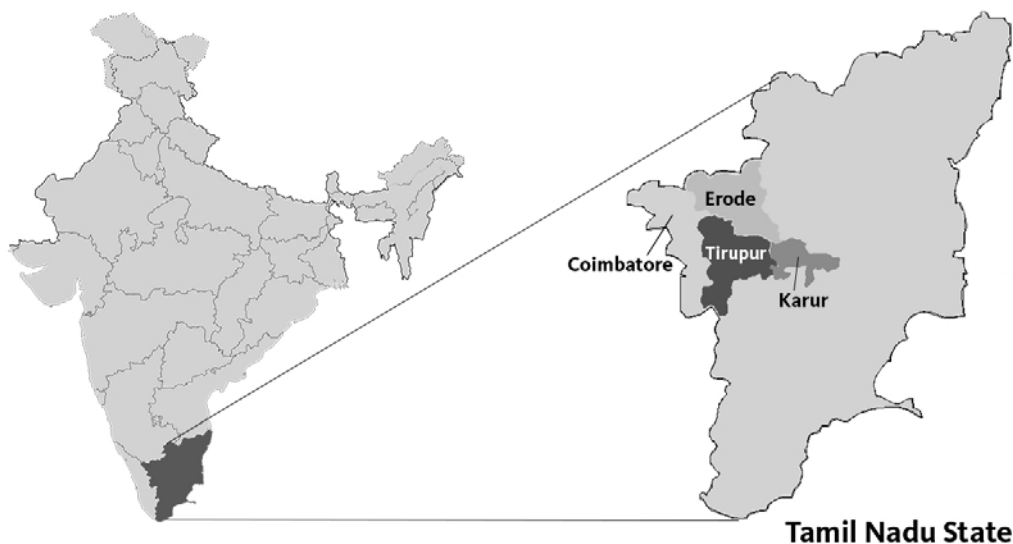 Erode
Tirupur
Coimbatore
Karur
Tamil Nadu State